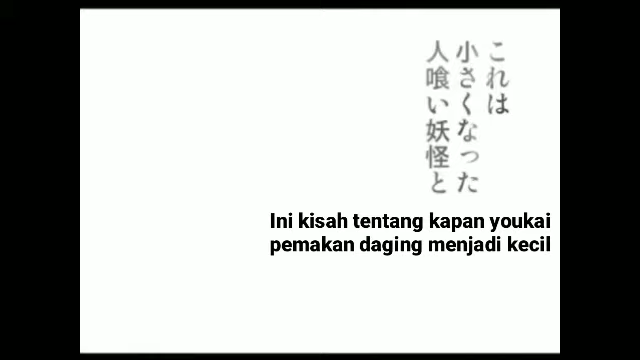 これは
小さくなった
人喰い妖怪と
Ini kisah tentang kapan youkai
pemakan daging menjadi kecil